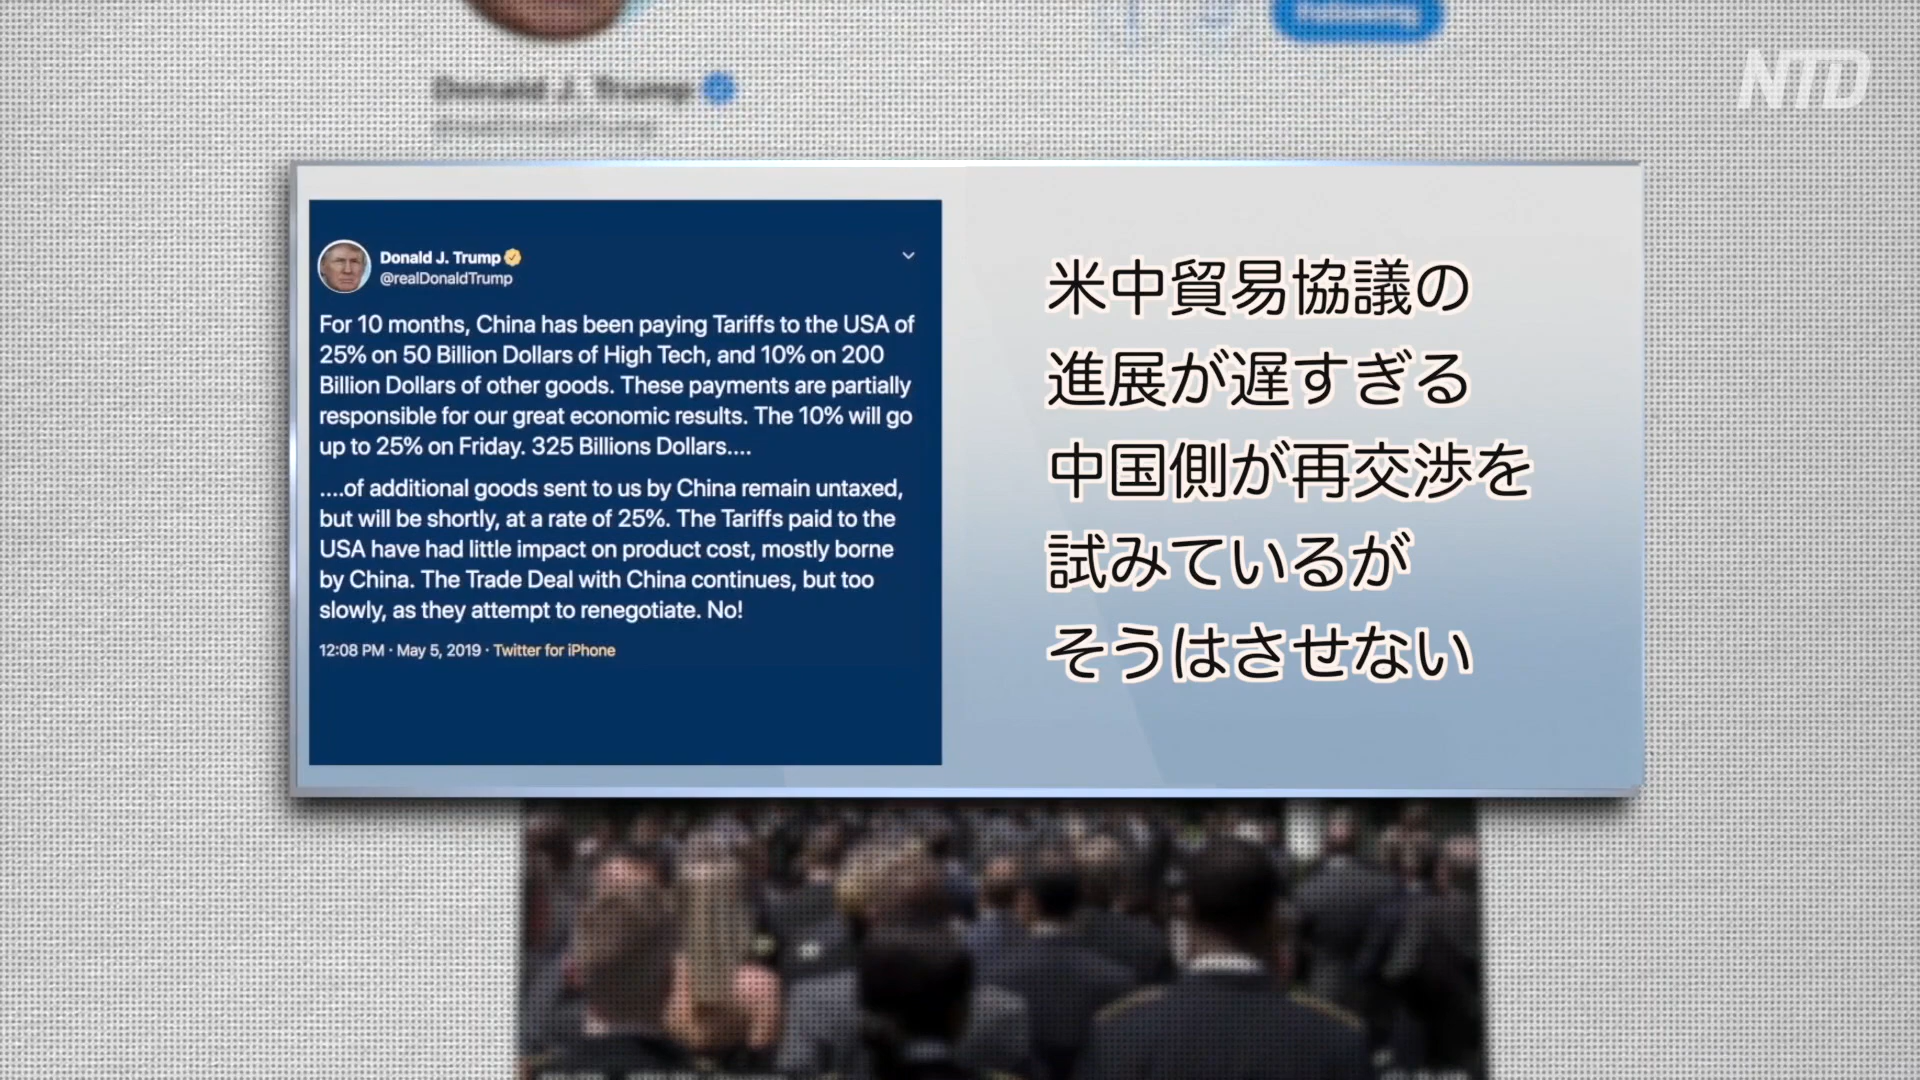 Donald J. Trump
NTD
Donald J. Trump
@realDonaldTrump
For 10 months, China has been paying Tariffs to the USA of
25% on 50 Billion Dollars of High Tech, and 10% on 200
Billion Dollars of other goods. These payments are partially
responsible for our great economic results. The 10% will go
up to 25% on Friday. 325 Billions Dollars....
....of additional goods sent to us by China remain untaxed,
but will be shortly, at a rate of 25%. The Tariffs paid to the
USA have had little impact on product cost, mostly borne
by China. The Trade Deal with China continues, but too
slowly, as they attempt to renegotiate. No!
12:08 PM · May 5, 2019 · Twitter for iPhone
米中貿易協議の
進展が遅すぎる
中国側が再交渉を
試みているが
そうはさせない